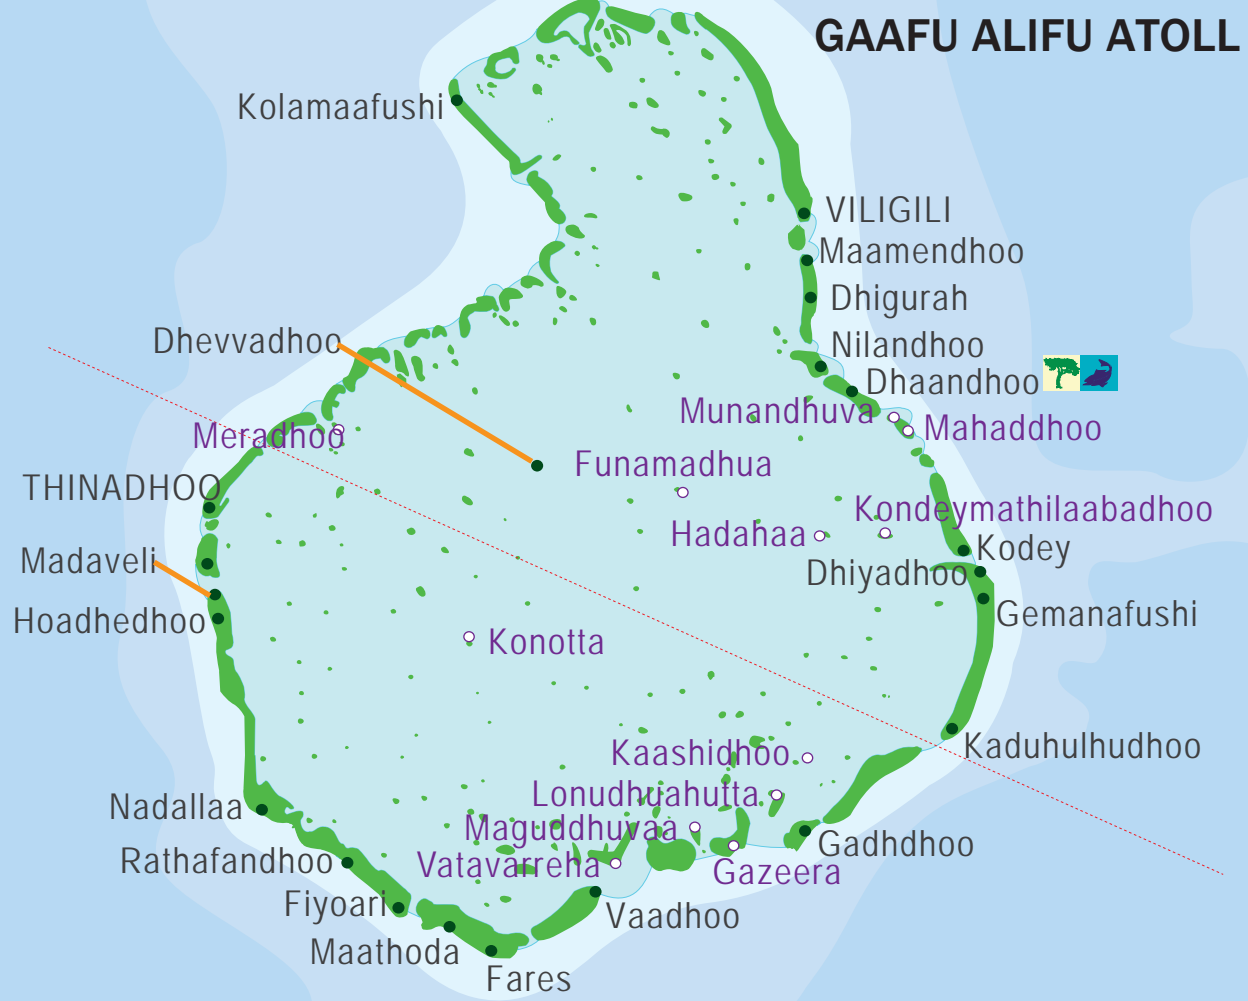 GAAFU ALIFU ATOLL
Kolamaafushi
VILIGILI
Maamendhoo
Dhigurah
Dhevvadhoo
Nilandhoo
Dhaandhoo
Munandhuva
Mahaddhoo
Meradhoo
Funamadhua
THINADHOO
Kondeymathilaabadhoo
Hadahaa
Kodey
Madaveli
Dhiyadhoo
Hoadhedhoo
Gemanafushi
Konotta
Kaduhulhudhoo
Kaashidhoo
Lonudhuahutta
Nadallaa
Maguddhuvaa
Gadhdhoo
Rathafandhoo
Vatavarreha
Gazeera
Fiyoari
Vaadhoo
Maathoda
Fares